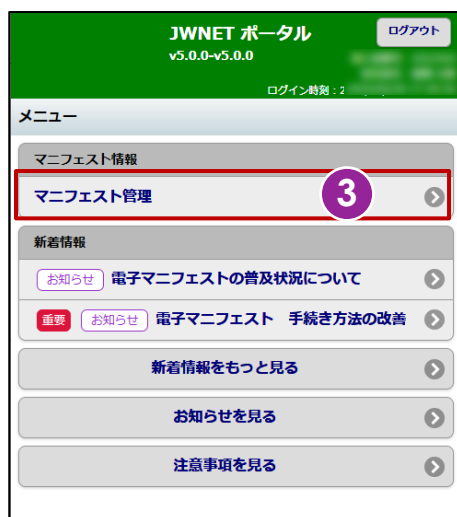 JWNET ポータル
ログアウト
v5.0.0-v5.0.0
ログイン時刻 : 2
メニュー
マニフェスト情報
マニフェスト管理
3
新着情報
お知らせ 電子マニフェストの普及状況について
重要 お知らせ 電子マニフェスト 手続き方法の改善
新着情報をもっと見る
お知らせを見る
注意事項を見る